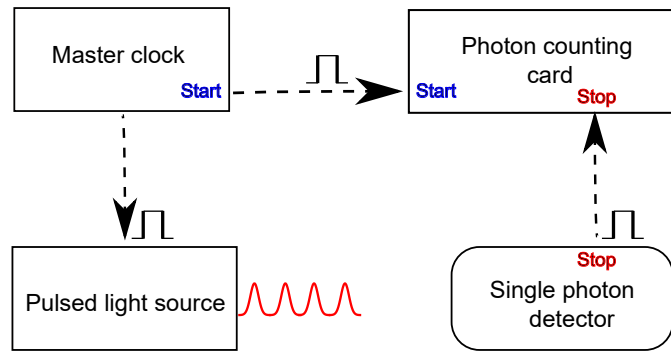 Master clock
Start
Photon counting
card
Start
Stop
Pulsed light source
Stop
Single photon
detector